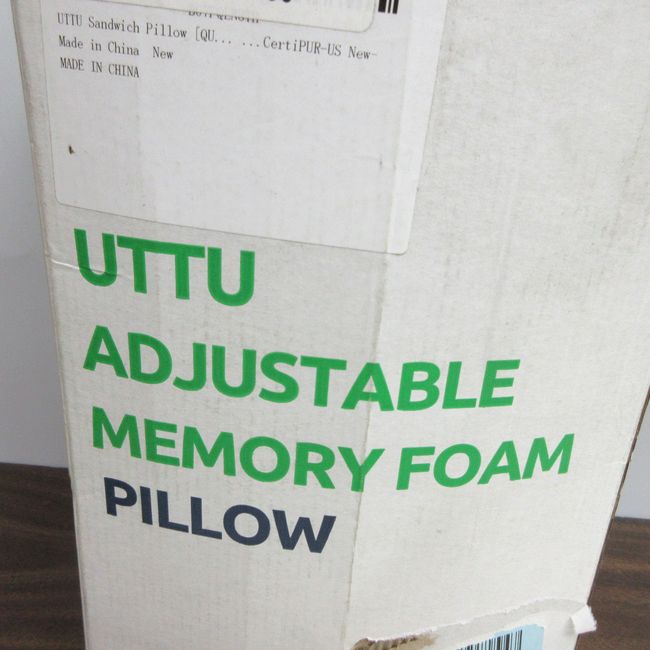 UTTU Sandwich Pillow [QU... ...CertiPUR-US New-
Made in China New
MADE IN CHINA
UTTU
ADJUSTABLE
MEMORY FOAM
PILLOW